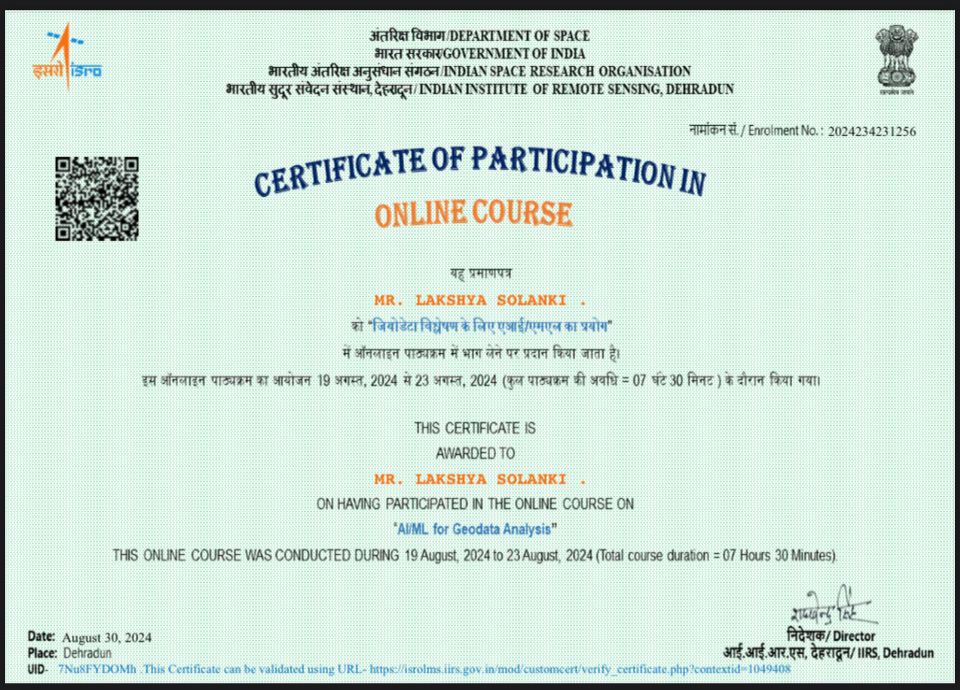 इसरो isro
अंतरिक्ष विभाग/DEPARTMENT OF SPACE
भारत सरकार/GOVERNMENT OF INDIA
भारतीय अंतरिक्ष अनुसंधान संगठन/INDIAN SPACE RESEARCH ORGANISATION
भारतीय सुदूर संवेदन संस्थान, देहरादून/ INDIAN INSTITUTE OF REMOTE SENSING, DEHRADUN
सत्यमेव जयते
नामांकन सं. / Enrolment No. : 2024234231256
CERTIFICATE OF PARTICIPATION IN
ONLINE COURSE
यह प्रमाणपत्र
MR. LAKSHYA SOLANKI .
को "जियोडेटा विश्लेषण के लिए एआई/एमएल का प्रयोग"
में ऑनलाइन पाठ्यक्रम में भाग लेने पर प्रदान किया जाता है।
इस ऑनलाइन पाठ्यक्रम का आयोजन 19 अगस्त, 2024 से 23 अगस्त, 2024 (कुल पाठ्यक्रम की अवधि = 07 घंटे 30 मिनट ) के दौरान किया गया।
THIS CERTIFICATE IS
AWARDED TO
MR. LAKSHYA SOLANKI .
ON HAVING PARTICIPATED IN THE ONLINE COURSE ON
"AI/ML for Geodata Analysis"
THIS ONLINE COURSE WAS CONDUCTED DURING 19 August, 2024 to 23 August, 2024 (Total course duration = 07 Hours 30 Minutes).
निदेशक/ Director
आई.आई.आर.एस, देहरादून/ IIRS, Dehradun
Date: August 30, 2024
Place: Dehradun
UID- 7Nu8FYDOMh .This Certificate can be validated using URL- https://isrolms.iirs.gov.in/mod/customcert/verify_certificate.php?contextid=1049408